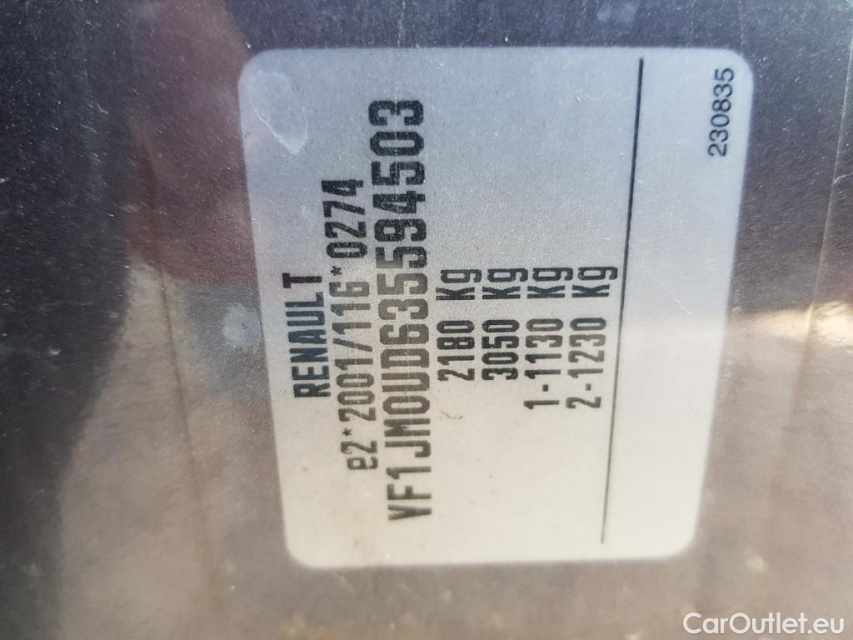 RENAULT
e2*2001/116*0274
VF1JM0UD635594503
2180 Kg
3050 Kg
1-1130 Kg
2-1230 Kg
230835
CarOutlet.eu